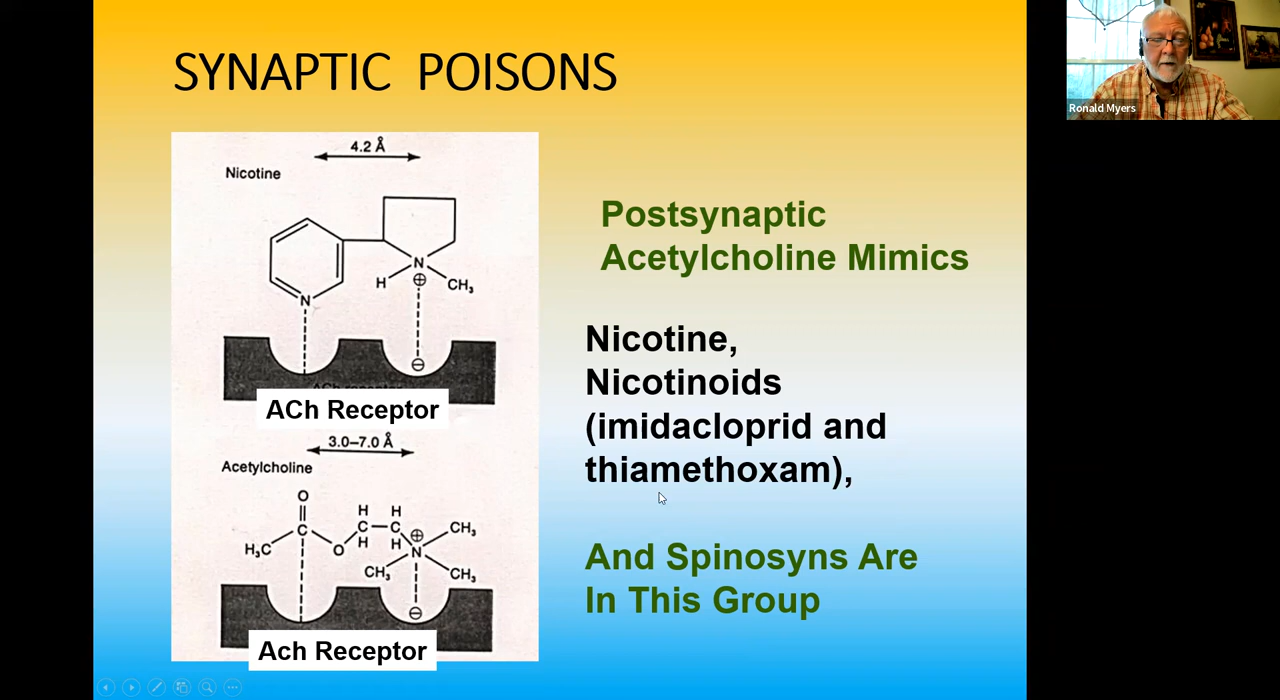 SYNAPTIC POISONS
Ronald Myers
4.2 Å
Nicotine
N
N
H
⊕
CH₃
⊖
ACh Receptor
3.0–7.0 Å
Acetylcholine
O
H H
C
C—C
⊕
CH₃
H₃C
O
H
H
N
CH₃
CH₃
⊖
Ach Receptor
Postsynaptic
Acetylcholine Mimics
Nicotine,
Nicotinoids
(imidacloprid and
thiamethoxam),
And Spinosyns Are
In This Group